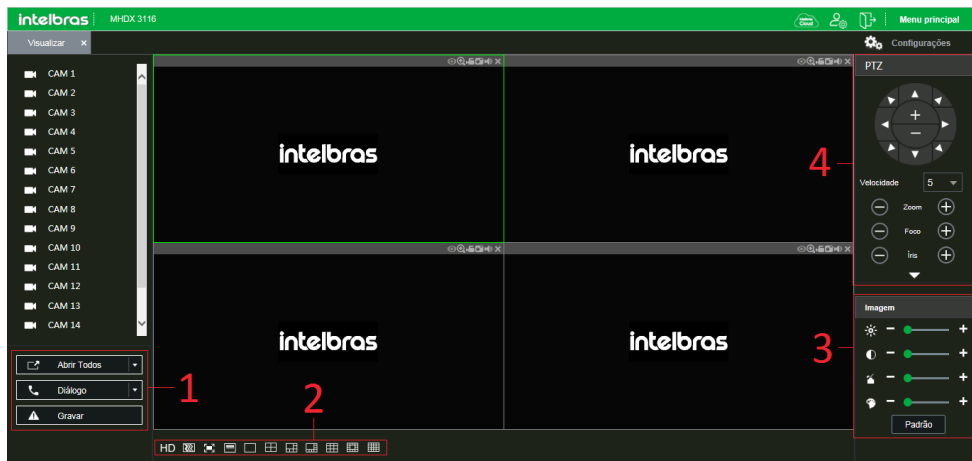 intelbras MHDX 3116 Menu principal
Visualizar × Configurações
CAM 1
CAM 2
CAM 3
CAM 4
CAM 5
CAM 6
CAM 7
CAM 8
CAM 9
CAM 10
CAM 11
CAM 12
CAM 13
CAM 14
Abrir Todos
Diálogo
Gravar
1
intelbras
intelbras
intelbras
intelbras
2
HD
PTZ
4
Velocidade 5
Zoom
Foco
Íris
Imagem
3
Padrão